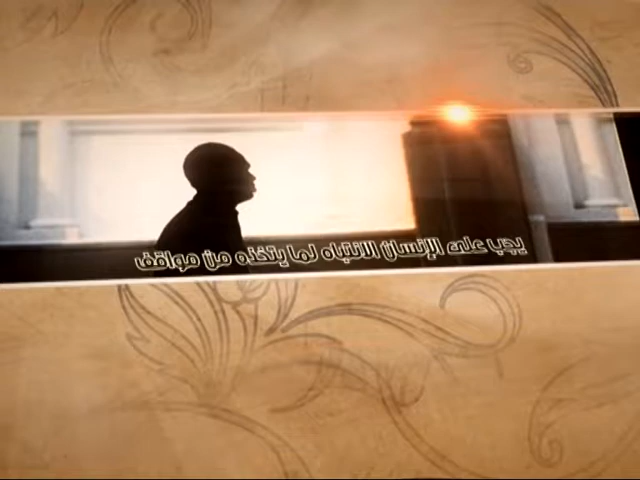 يجب على الإنسان الانتباه لما يتخذه من مواقف